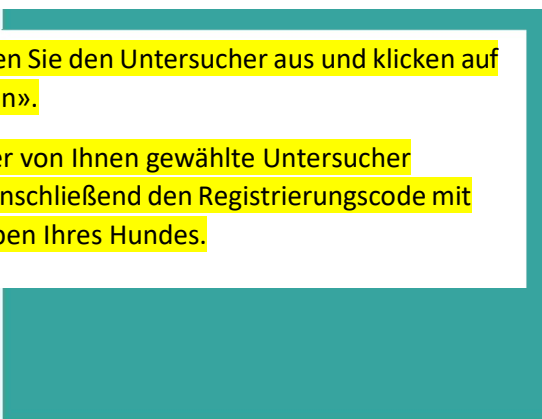 en Sie den Untersucher aus und klicken auf
n».
er von Ihnen gewählte Untersucher
nschließend den Registrierungscode mit
ben Ihres Hundes.